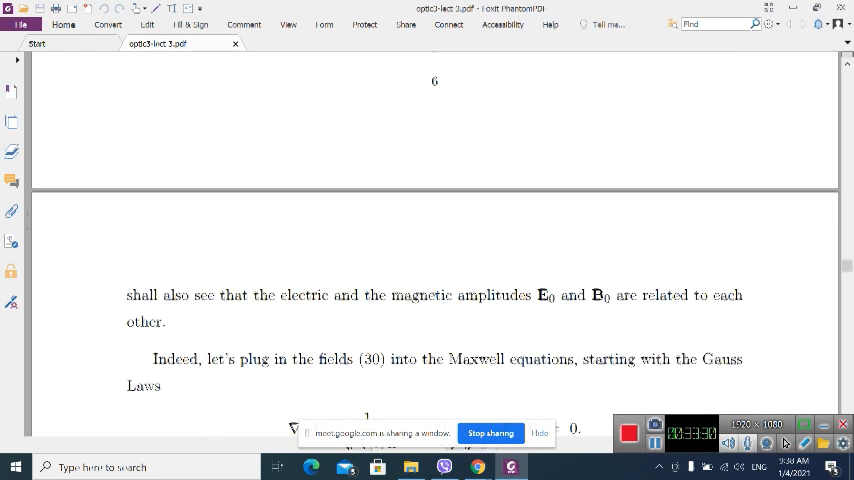 optic3-lect 3.pdf - Foxit PhantomPDF
File Home Convert Edit Fill & Sign Comment View Form Protect Share Connect Accessibility Help Tell me... Find
Start optic3-lect 3.pdf
6
shall also see that the electric and the magnetic amplitudes E0 and B0 are related to each
other.
Indeed, let's plug in the fields (30) into the Maxwell equations, starting with the Gauss
Laws
1
∇ = 0.
meet.google.com is sharing a window. Stop sharing Hide
1920 x 1080
00:33:30
Type here to search
ENG
9:38 AM
1/4/2021